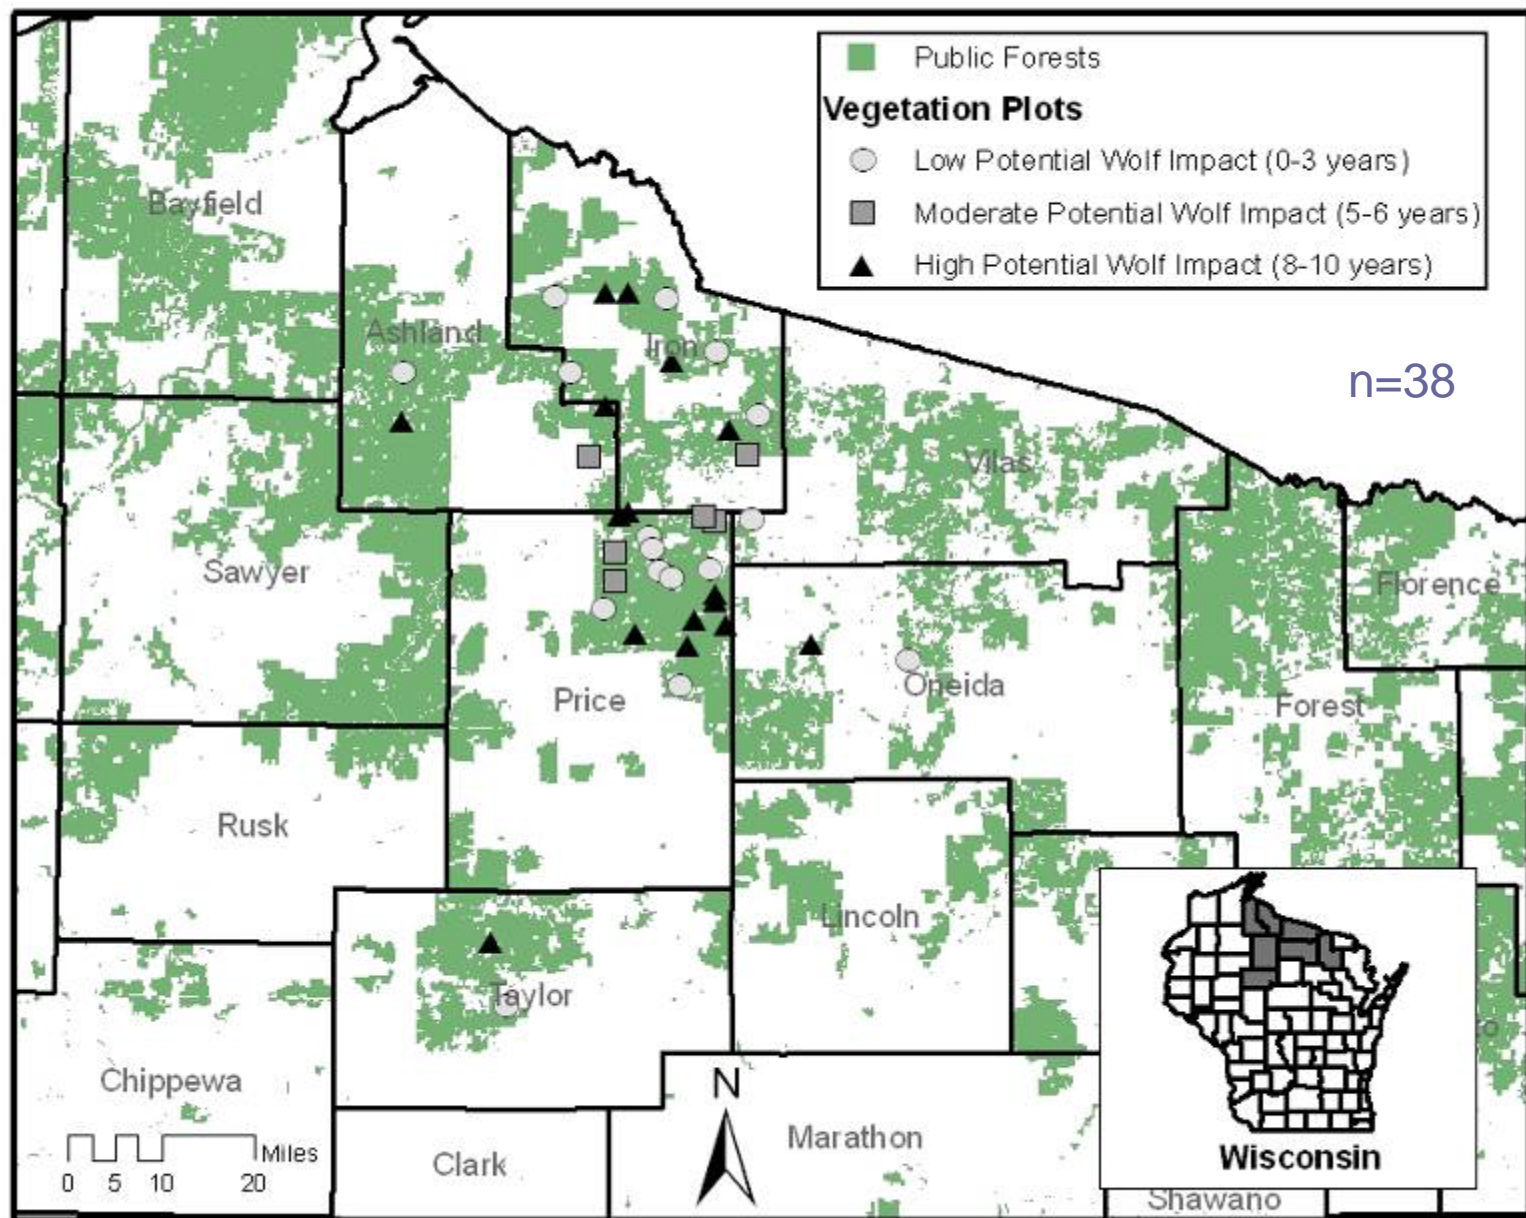 Public Forests
Vegetation Plots
Low Potential Wolf Impact (0-3 years)
Moderate Potential Wolf Impact (5-6 years)
High Potential Wolf Impact (8-10 years)
n=38
Bayfield
Ashland
Iron
Vilas
Sawyer
Florence
Price
Oneida
Forest
Rusk
Lincoln
Taylor
Chippewa
N
Marathon
Clark
Miles
0 5 10 20
Wisconsin
Shawano